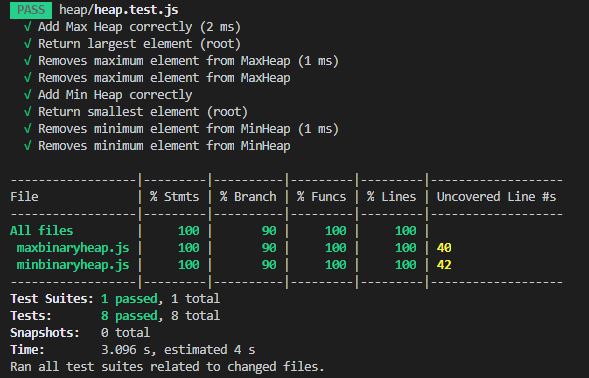 PASS heap/heap.test.js
√ Add Max Heap correctly (2 ms)
√ Return largest element (root)
√ Removes maximum element from MaxHeap (1 ms)
√ Removes maximum element from MaxHeap
√ Add Min Heap correctly
√ Return smallest element (root)
√ Removes minimum element from MinHeap (1 ms)
√ Removes minimum element from MinHeap
------------------|---------|----------|---------|---------|-------------------
File              | % Stmts | % Branch | % Funcs | % Lines | Uncovered Line #s
------------------|---------|----------|---------|---------|-------------------
All files         |     100 |       90 |     100 |     100 |
 maxbinaryheap.js |     100 |       90 |     100 |     100 | 40
 minbinaryheap.js |     100 |       90 |     100 |     100 | 42
------------------|---------|----------|---------|---------|-------------------
Test Suites: 1 passed, 1 total
Tests:       8 passed, 8 total
Snapshots:   0 total
Time:        3.096 s, estimated 4 s
Ran all test suites related to changed files.